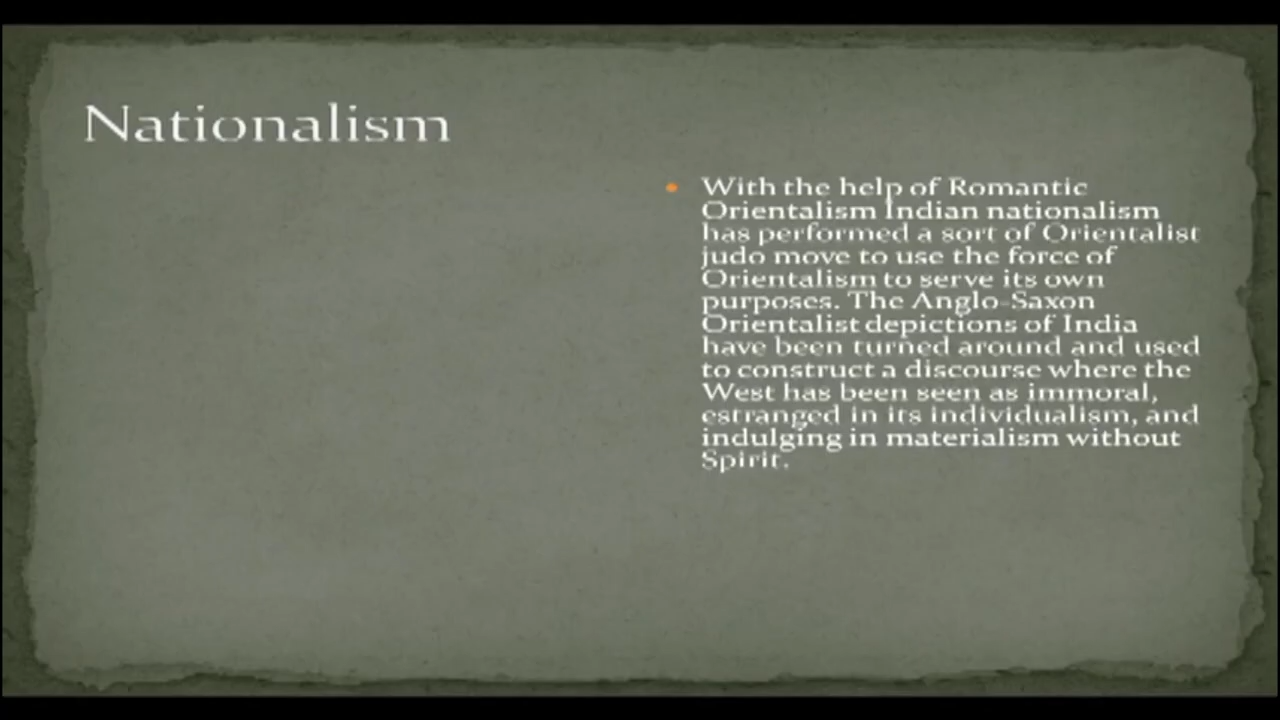 Nationalism
With the help of Romantic
Orientalism Indian nationalism
has performed a sort of Orientalist
judo move to use the force of
Orientalism to serve its own
purposes. The Anglo-Saxon
Orientalist depictions of India
have been turned around and used
to construct a discourse where the
West has been seen as immoral,
estranged in its individualism, and
indulging in materialism without
Spirit.